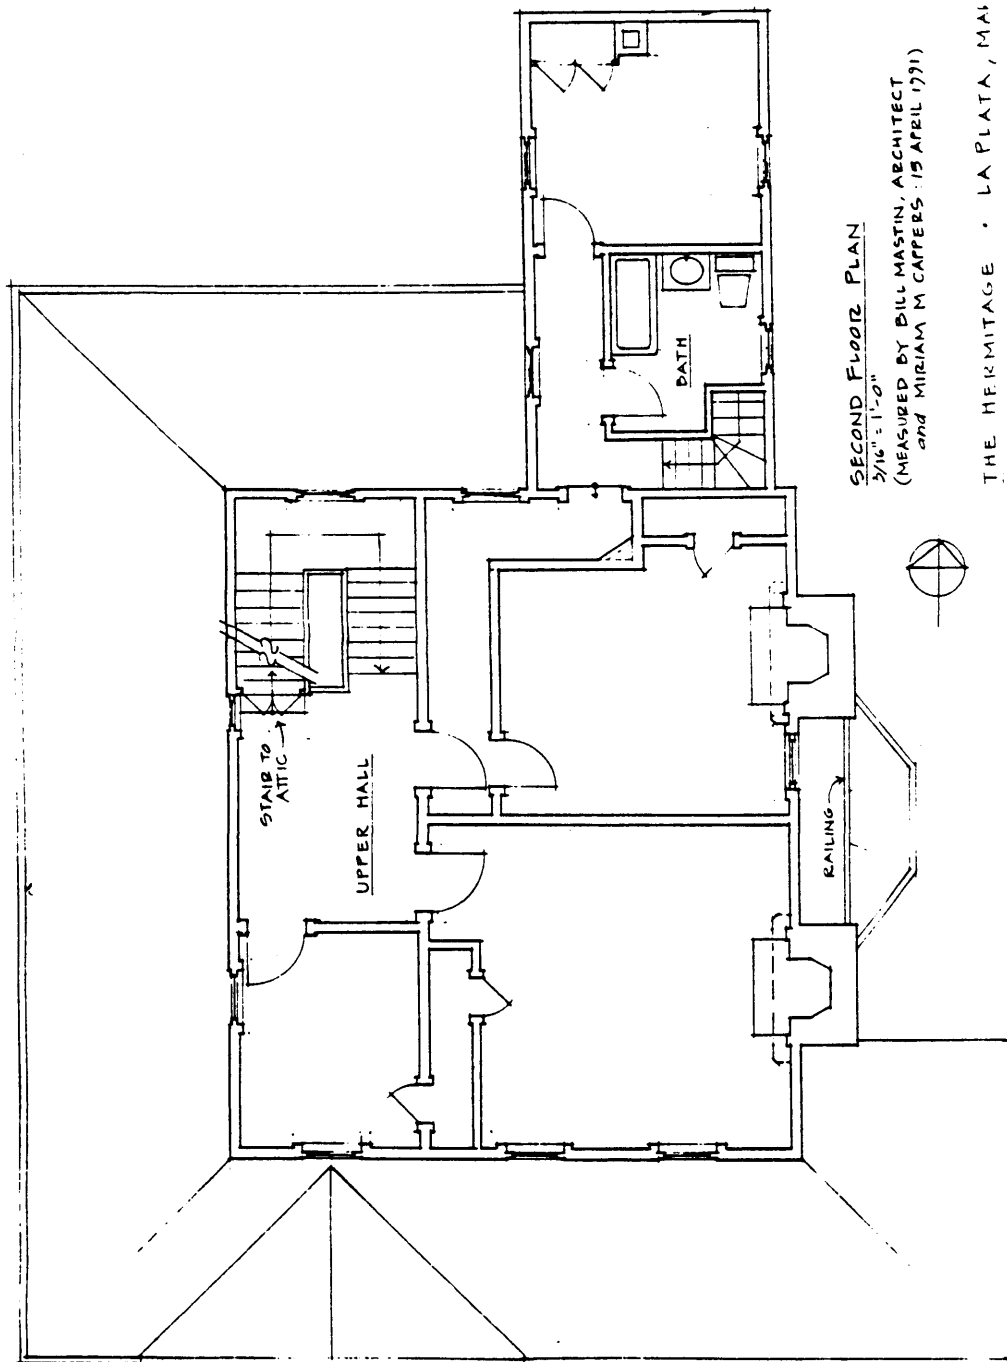 STAIR TO
ATTIC
UPPER HALL
BATH
RAILING
SECOND FLOOR PLAN
3/16" = 1'-0"
(MEASURED BY BILL MASTIN, ARCHITECT
and MIRIAM M CAPPERS : 15 APRIL 1991)
THE HERMITAGE · LA PLATA, MA